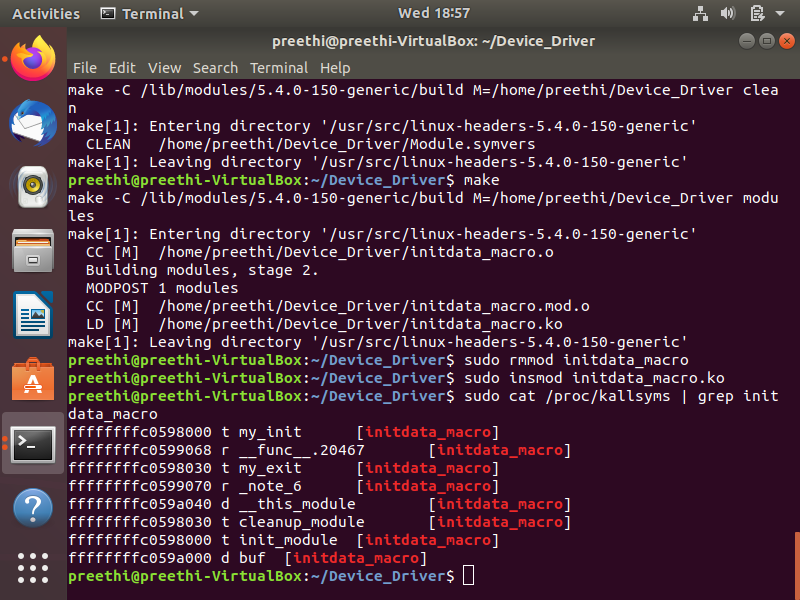 Activities Terminal Wed 18:57
preethi@preethi-VirtualBox: ~/Device_Driver
File Edit View Search Terminal Help
make -C /lib/modules/5.4.0-150-generic/build M=/home/preethi/Device_Driver clea
n
make[1]: Entering directory '/usr/src/linux-headers-5.4.0-150-generic'
  CLEAN   /home/preethi/Device_Driver/Module.symvers
make[1]: Leaving directory '/usr/src/linux-headers-5.4.0-150-generic'
preethi@preethi-VirtualBox:~/Device_Driver$ make
make -C /lib/modules/5.4.0-150-generic/build M=/home/preethi/Device_Driver modu
les
make[1]: Entering directory '/usr/src/linux-headers-5.4.0-150-generic'
  CC [M]  /home/preethi/Device_Driver/initdata_macro.o
  Building modules, stage 2.
  MODPOST 1 modules
  CC [M]  /home/preethi/Device_Driver/initdata_macro.mod.o
  LD [M]  /home/preethi/Device_Driver/initdata_macro.ko
make[1]: Leaving directory '/usr/src/linux-headers-5.4.0-150-generic'
preethi@preethi-VirtualBox:~/Device_Driver$ sudo rmmod initdata_macro
preethi@preethi-VirtualBox:~/Device_Driver$ sudo insmod initdata_macro.ko
preethi@preethi-VirtualBox:~/Device_Driver$ sudo cat /proc/kallsyms | grep init
data_macro
ffffffffc0598000 t my_init	[initdata_macro]
ffffffffc0599068 r __func__.20467	[initdata_macro]
ffffffffc0598030 t my_exit	[initdata_macro]
ffffffffc0599070 r _note_6	[initdata_macro]
ffffffffc059a040 d __this_module	[initdata_macro]
ffffffffc0598030 t cleanup_module	[initdata_macro]
ffffffffc0598000 t init_module	[initdata_macro]
ffffffffc059a000 d buf	[initdata_macro]
preethi@preethi-VirtualBox:~/Device_Driver$